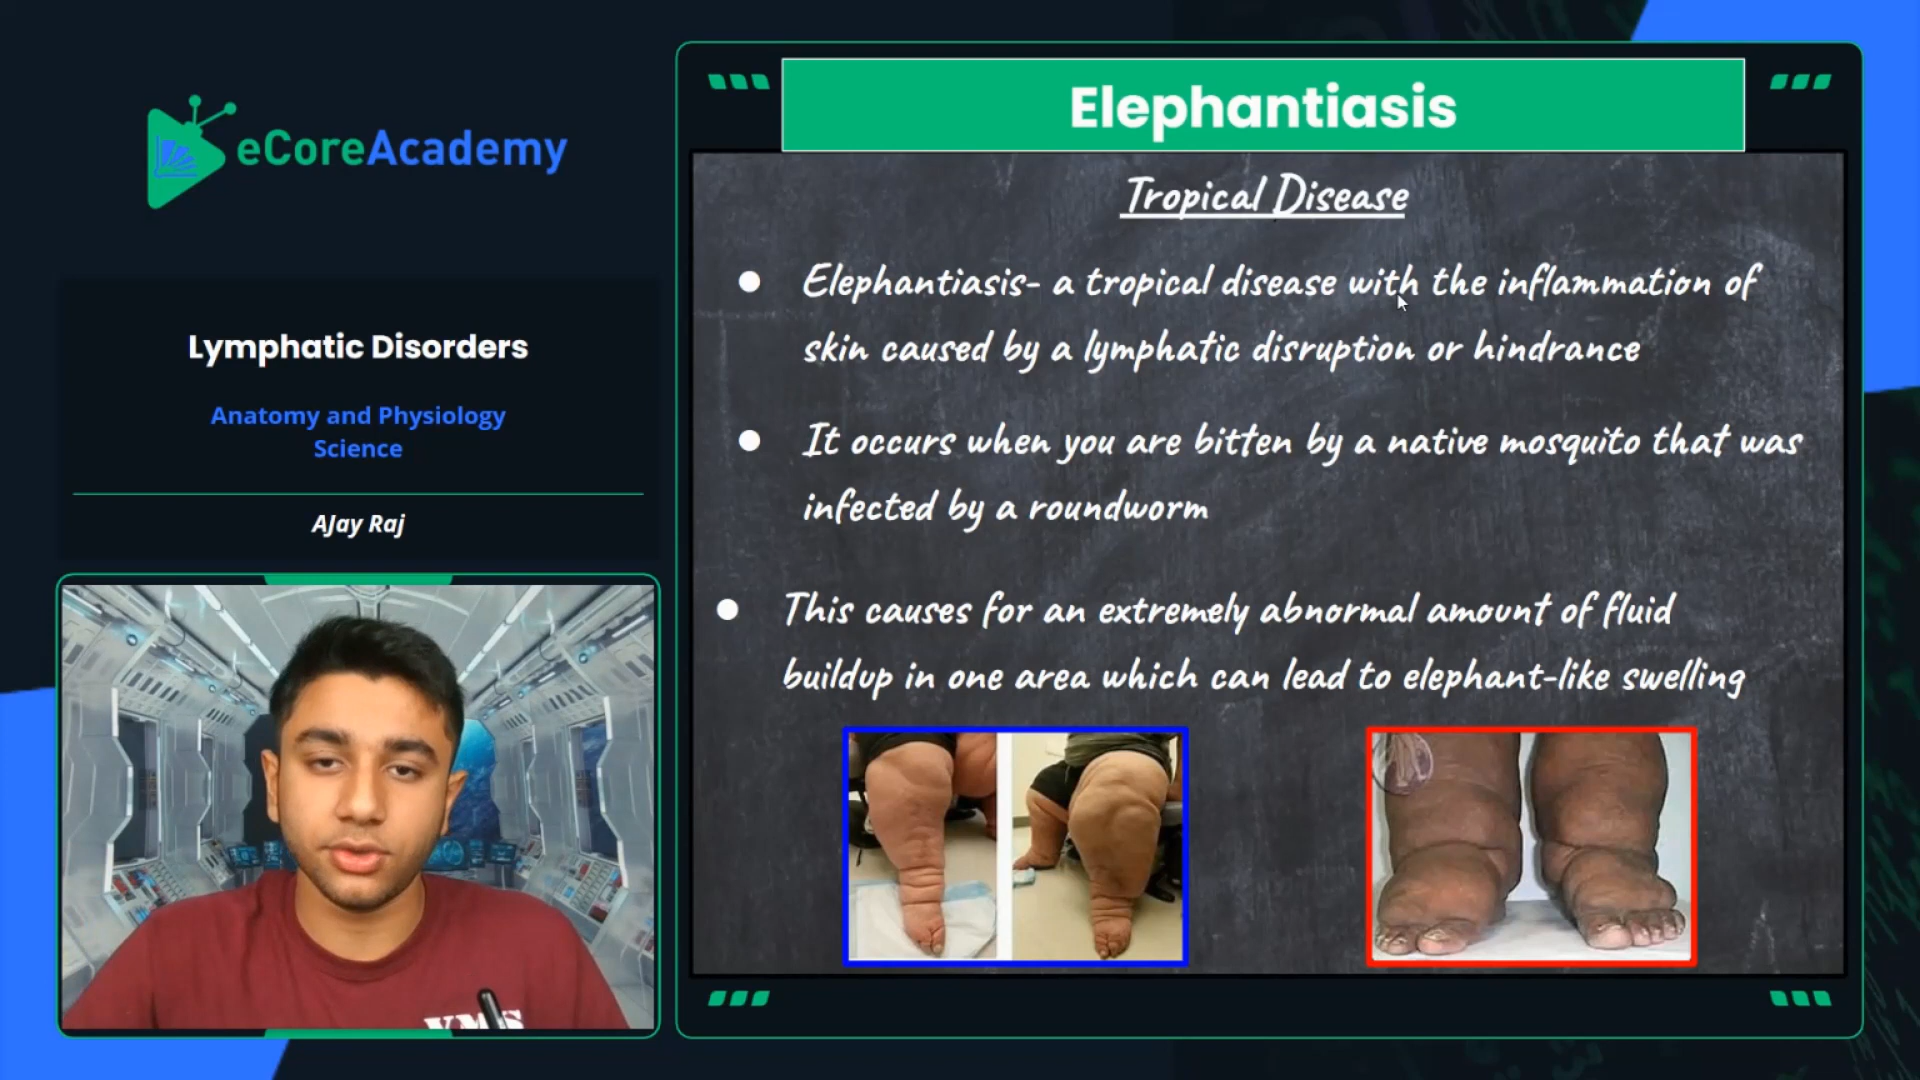 eCoreAcademy
Lymphatic Disorders
Anatomy and Physiology
Science
AJay Raj
Elephantiasis
Tropical Disease
● Elephantiasis- a tropical disease with the inflammation of
skin caused by a lymphatic disruption or hindrance
● It occurs when you are bitten by a native mosquito that was
infected by a roundworm
● This causes for an extremely abnormal amount of fluid
buildup in one area which can lead to elephant-like swelling